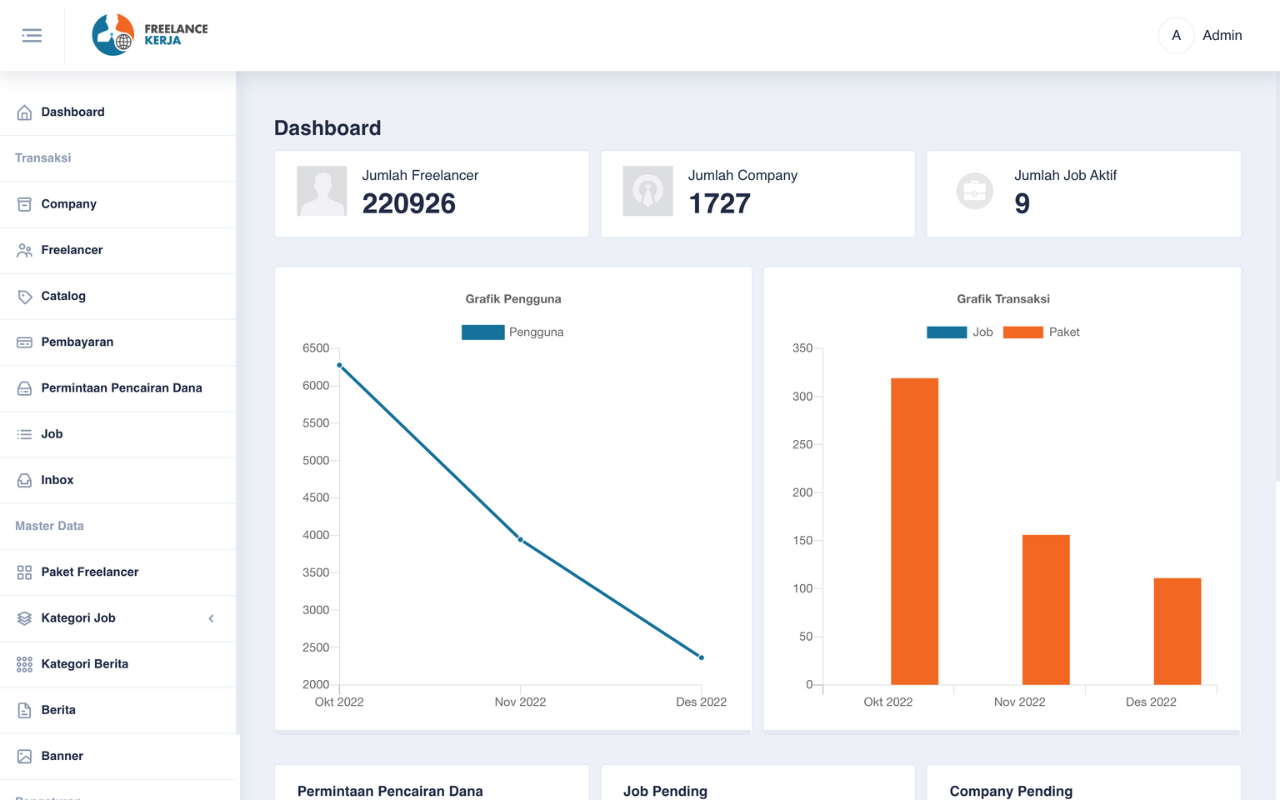 FREELANCE
KERJA
A Admin
Dashboard
Transaksi
Company
Freelancer
Catalog
Pembayaran
Permintaan Pencairan Dana
Job
Inbox
Master Data
Paket Freelancer
Kategori Job
Kategori Berita
Berita
Banner
Pengaturan
Dashboard
Jumlah Freelancer
220926
Jumlah Company
1727
Jumlah Job Aktif
9
Grafik Pengguna
Pengguna
6500
6000
5500
5000
4500
4000
3500
3000
2500
2000
Okt 2022 Nov 2022 Des 2022
Grafik Transaksi
Job Paket
350
300
250
200
150
100
50
0
Okt 2022 Nov 2022 Des 2022
Permintaan Pencairan Dana
Job Pending
Company Pending